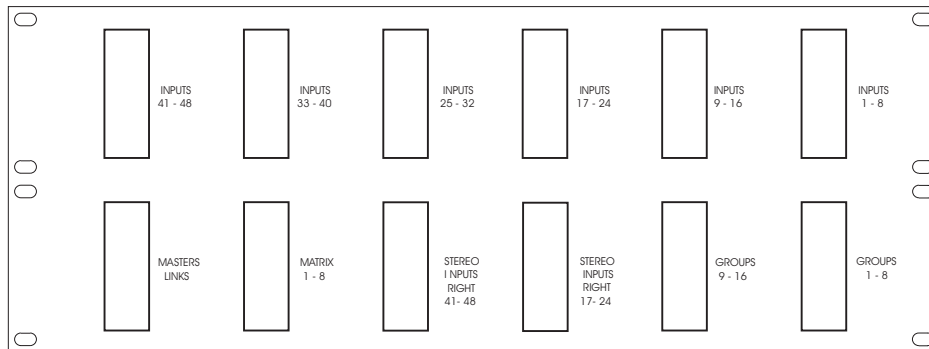 INPUTS
41 - 48
INPUTS
33 - 40
INPUTS
25 - 32
INPUTS
17 - 24
INPUTS
9 - 16
INPUTS
1 - 8
MASTERS
LINKS
MATRIX
1 - 8
STEREO
I NPUTS
RIGHT
41- 48
STEREO
INPUTS
RIGHT
17- 24
GROUPS
9 - 16
GROUPS
1 - 8